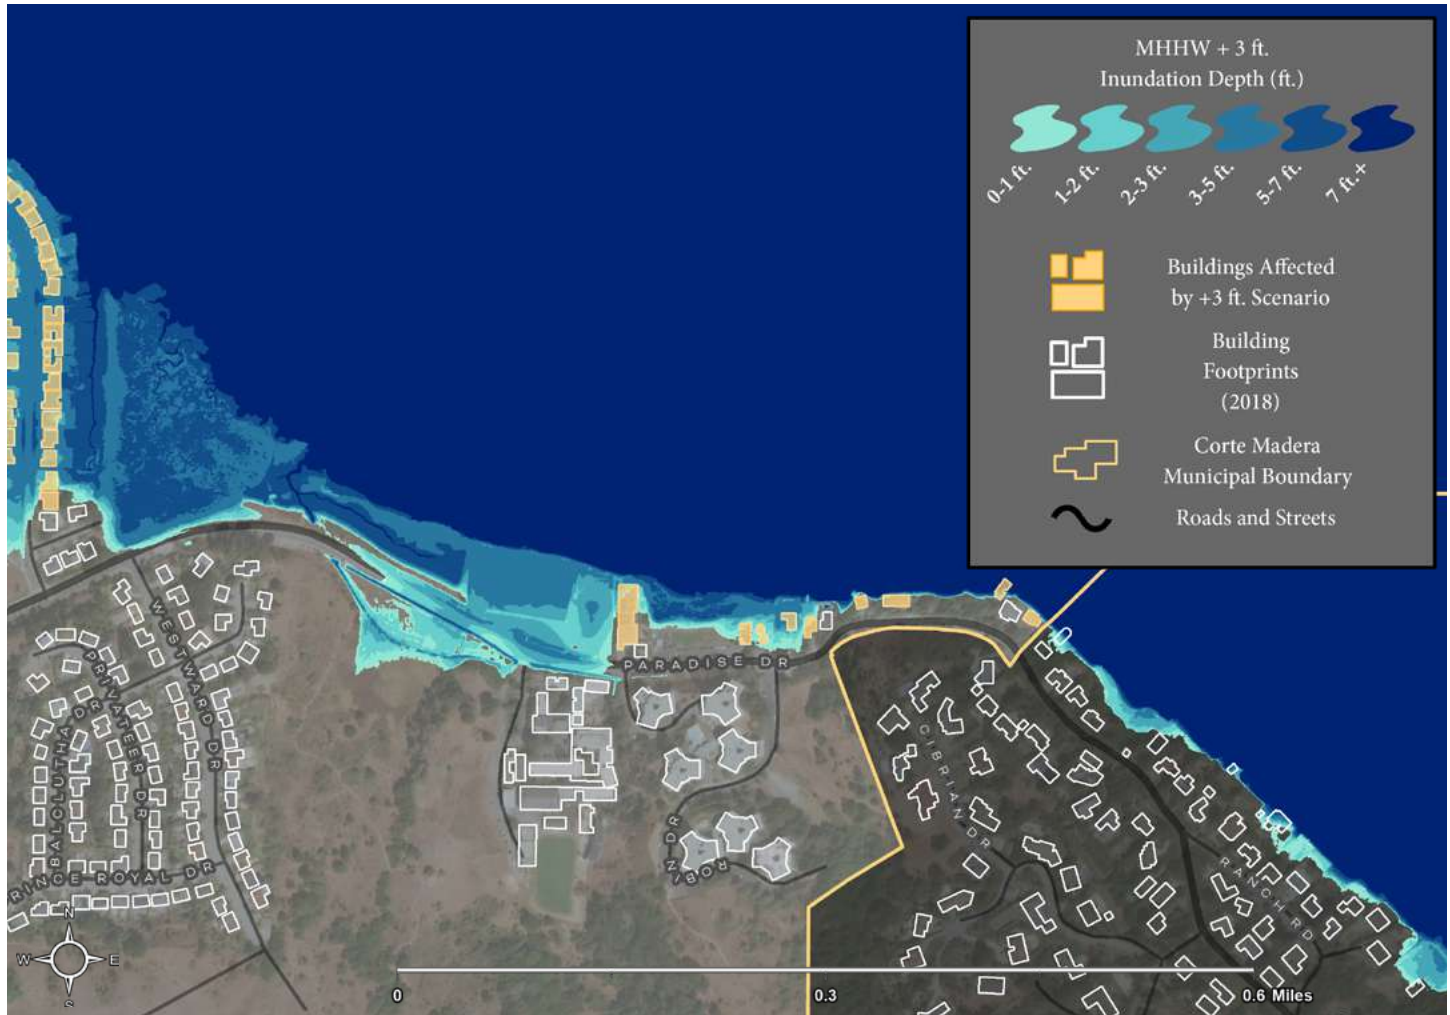 MHHW + 3 ft.
Inundation Depth (ft.)
0-1 ft.
1-2 ft.
2-3 ft.
3-5 ft.
5-7 ft.
7 ft.+
Buildings Affected
by +3 ft. Scenario
Building
Footprints
(2018)
Corte Madera
Municipal Boundary
Roads and Streets
PARADISE DR
WESTWARD DR
PRIVATEER DR
BALCLUTHA DR
RINCE ROYAL DR
ROBIN DR
CIBRIAN DR
RANCH RD
N
W
E
S
0
0.3
0.6 Miles